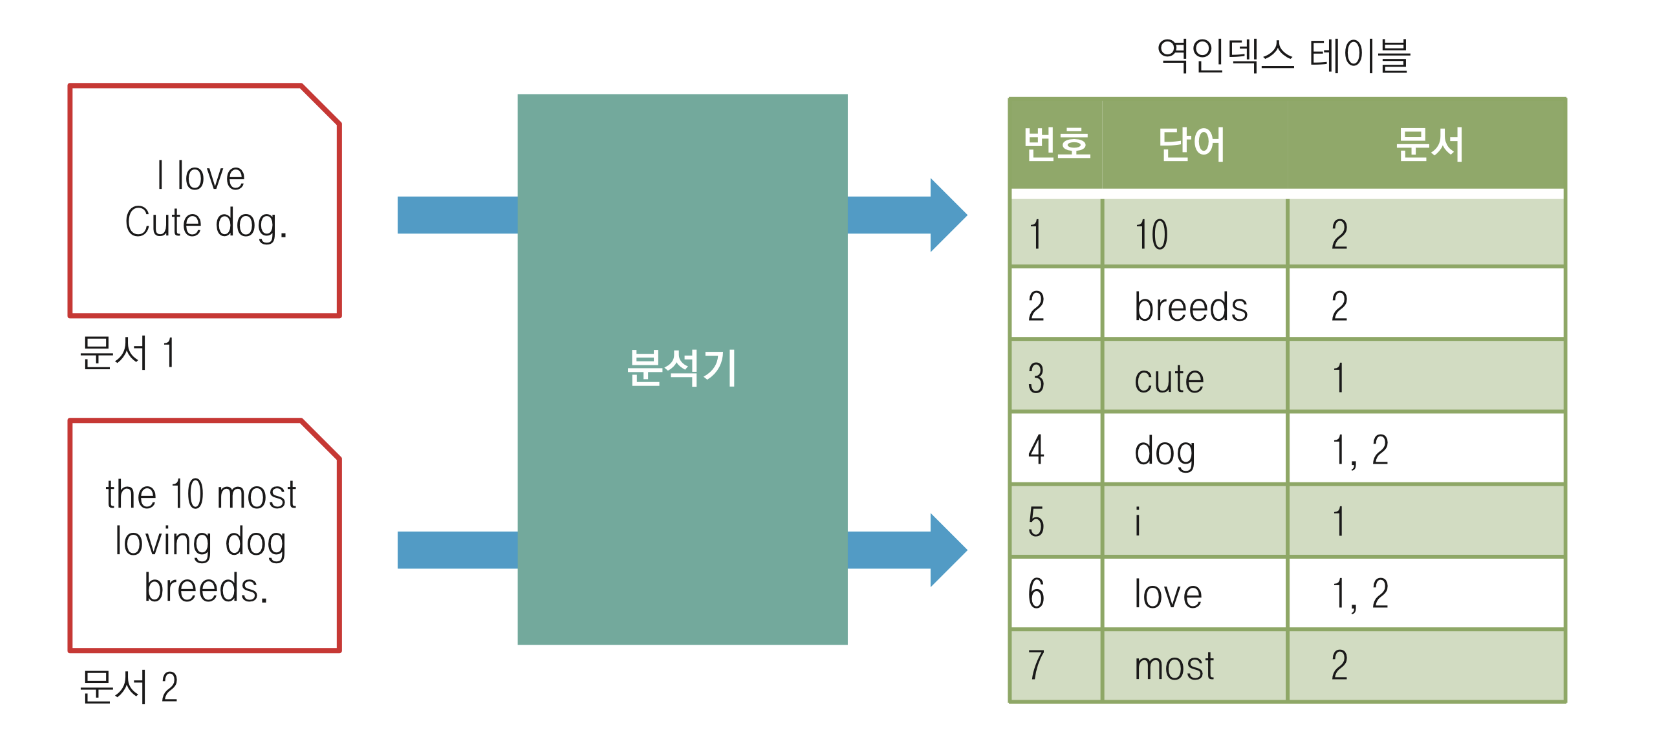 I love
Cute dog.
문서 1
the 10 most
loving dog
breeds.
문서 2
분석기
역인덱스 테이블
번호 단어 문서
1 10 2
2 breeds 2
3 cute 1
4 dog 1, 2
5 i 1
6 love 1, 2
7 most 2